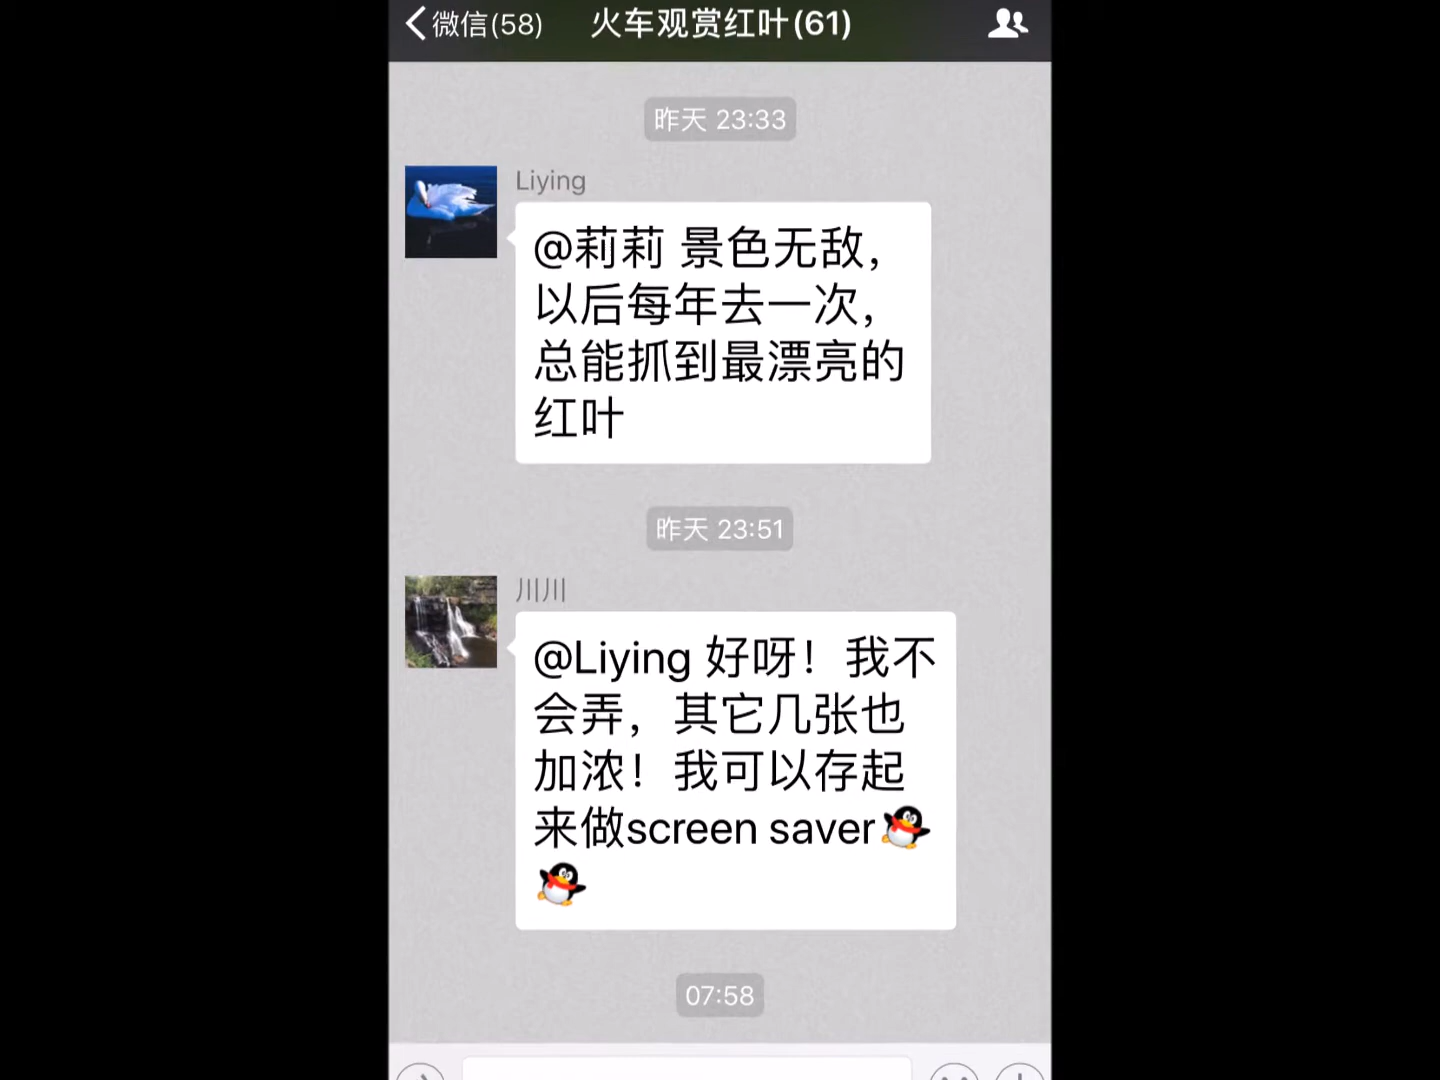 微信(58)
火车观赏红叶(61)
昨天 23:33
Liying
@莉莉 景色无敌，
以后每年去一次，
总能抓到最漂亮的
红叶
昨天 23:51
川川
@Liying 好呀！我不
会弄，其它几张也
加浓！我可以存起
来做screen saver
07:58